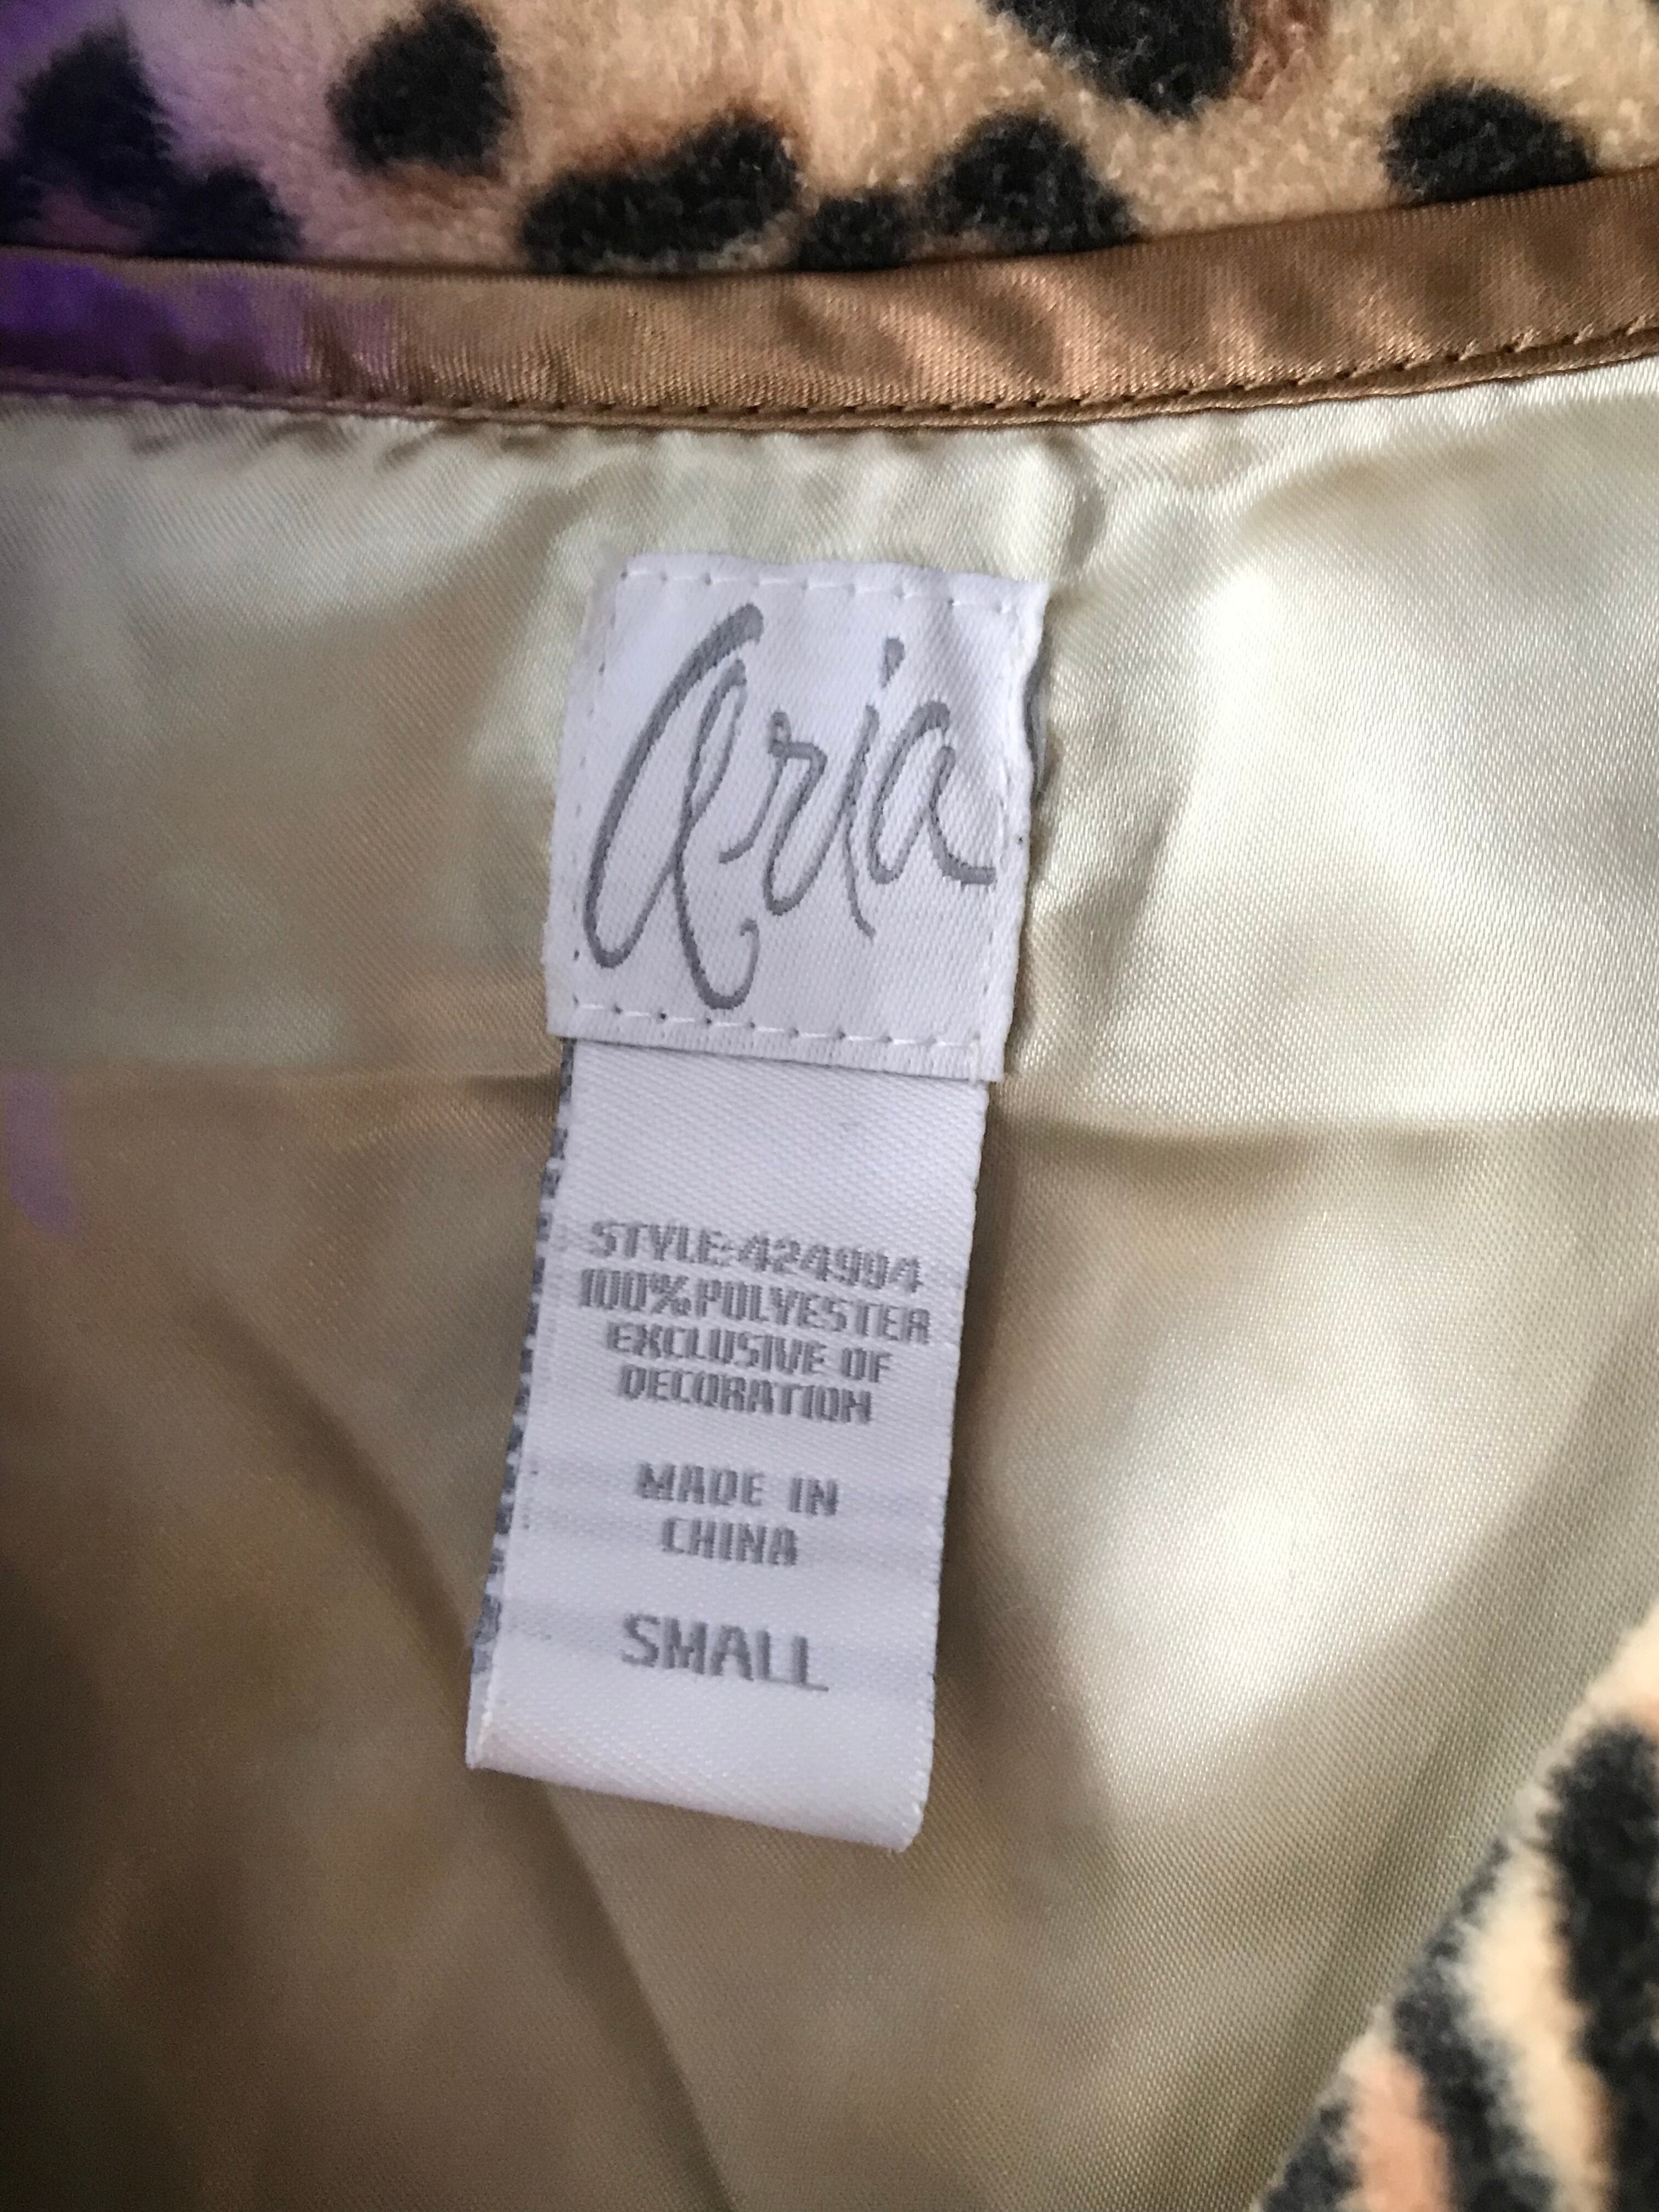 aria
STYLE:424994
100%POLYESTER
EXCLUSIVE OF
DECORATION
MADE IN
CHINA
SMALL